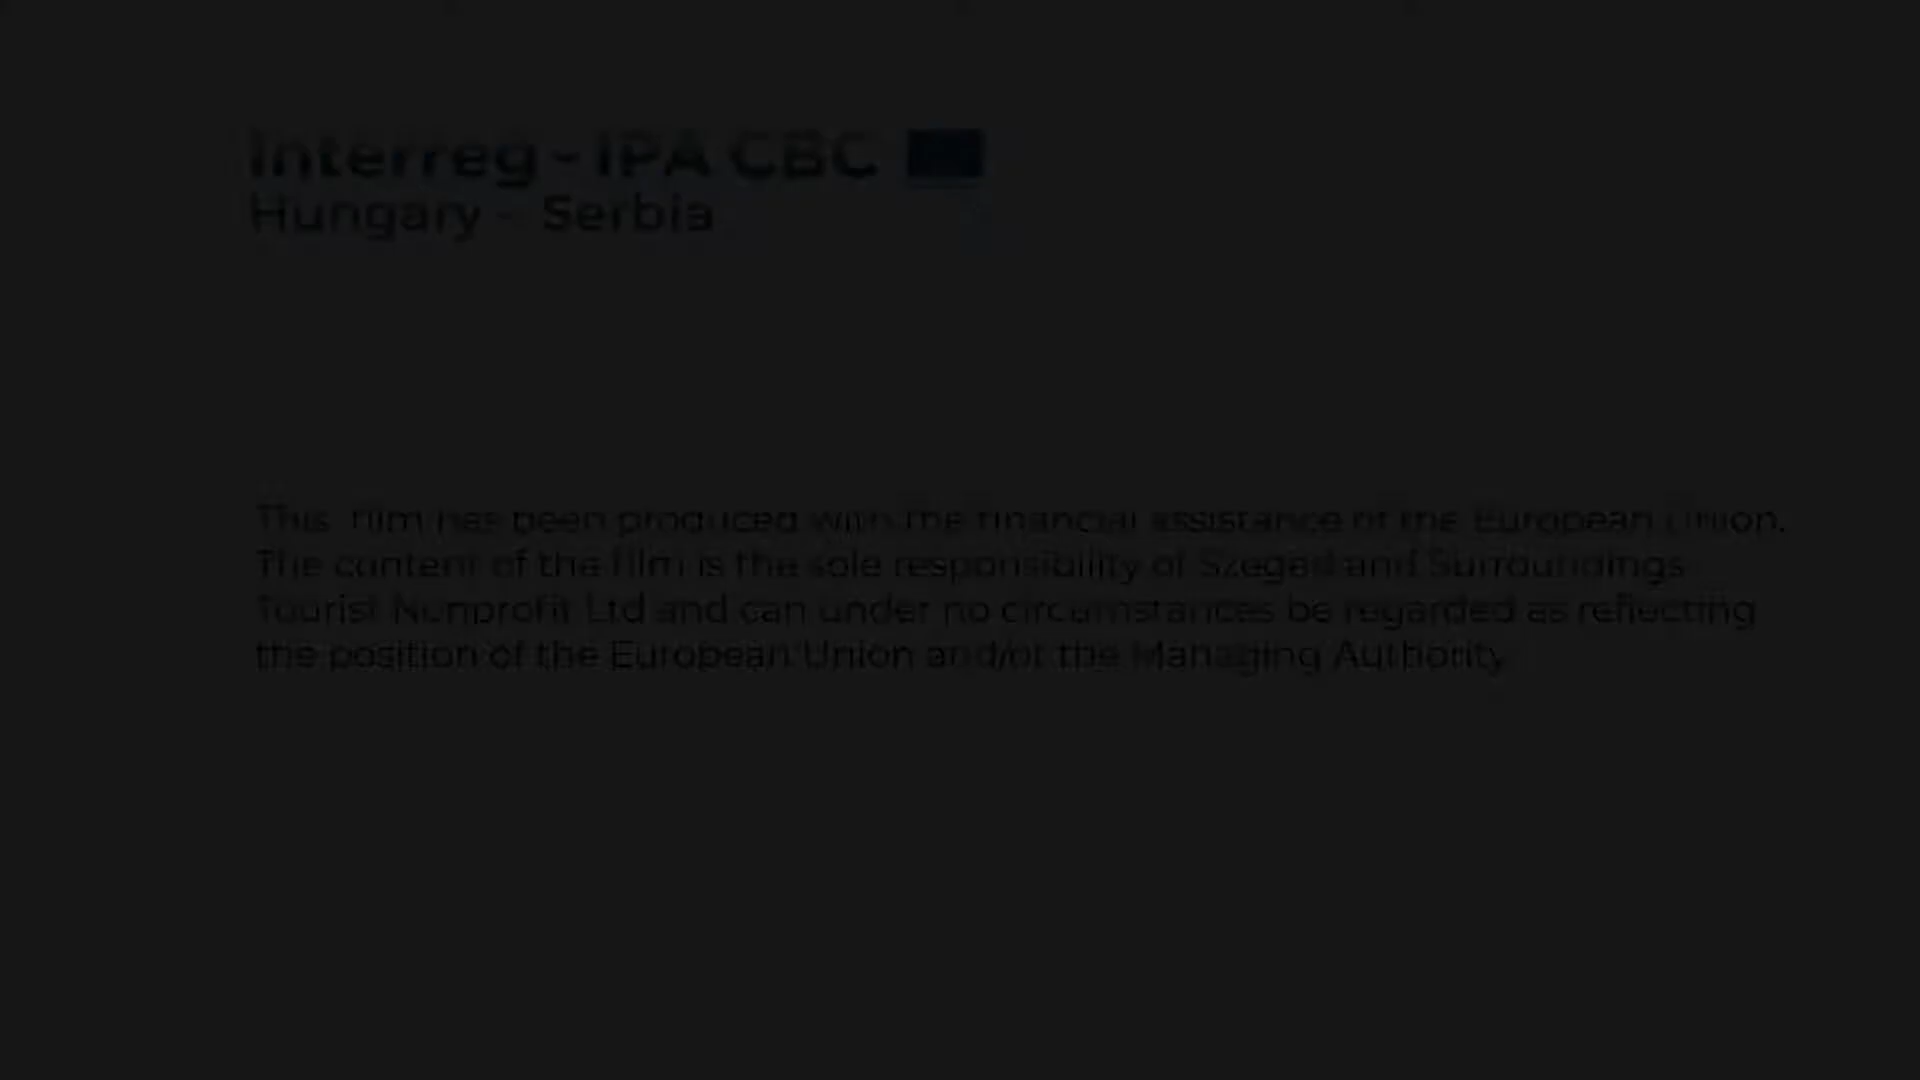 Interreg - IPA CBC
Hungary - Serbia
This film has been produced with the financial assistance of the European Union.
The content of the film is the sole responsibility of Szeged and Surroundings
Tourist Nonprofit Ltd and can under no circumstances be regarded as reflecting
the position of the European Union and/or the Managing Authority